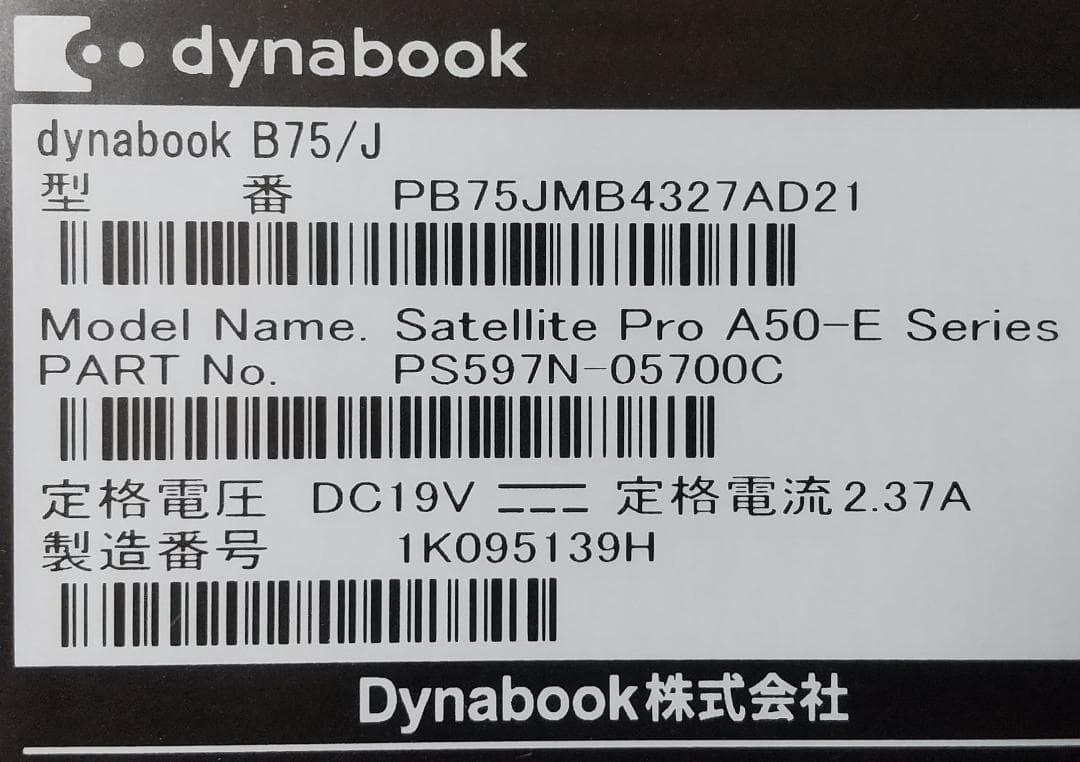 dynabook
dynabook B75/J
型 番 PB75JMB4327AD21
Model Name. Satellite Pro A50-E Series
PART No. PS597N-05700C
定格電圧 DC19V ⎓ 定格電流2.37A
製造番号 1K095139H
Dynabook株式会社